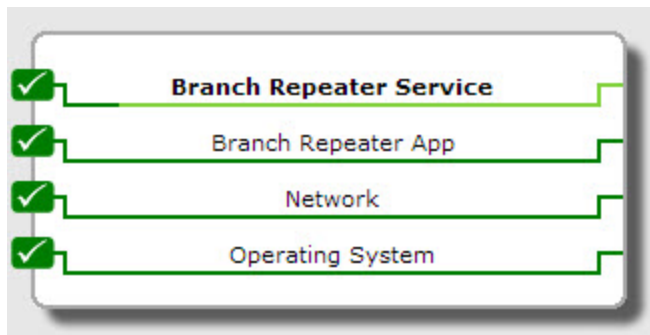 Branch Repeater Service
Branch Repeater App
Network
Operating System